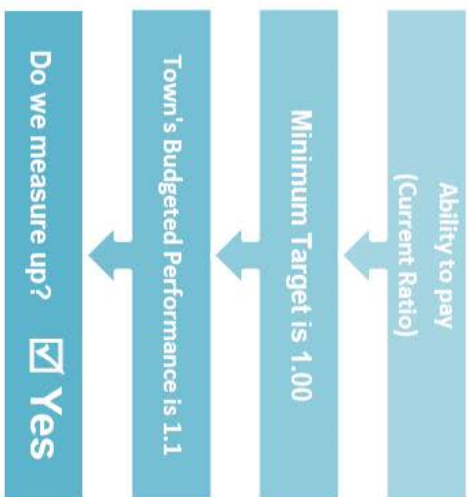 Ability to pay
(Current Ratio)
Minimum Target is 1.00
Town's Budgeted Performance is 1.1
Do we measure up? ☑ Yes